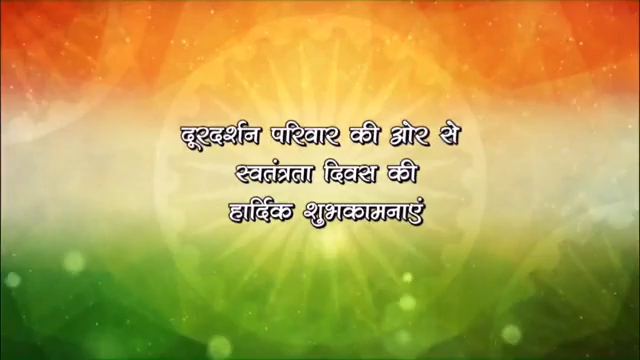 दूरदर्शन परिवार की ओर से
स्वतंत्रता दिवस की
हार्दिक शुभकामनाएं